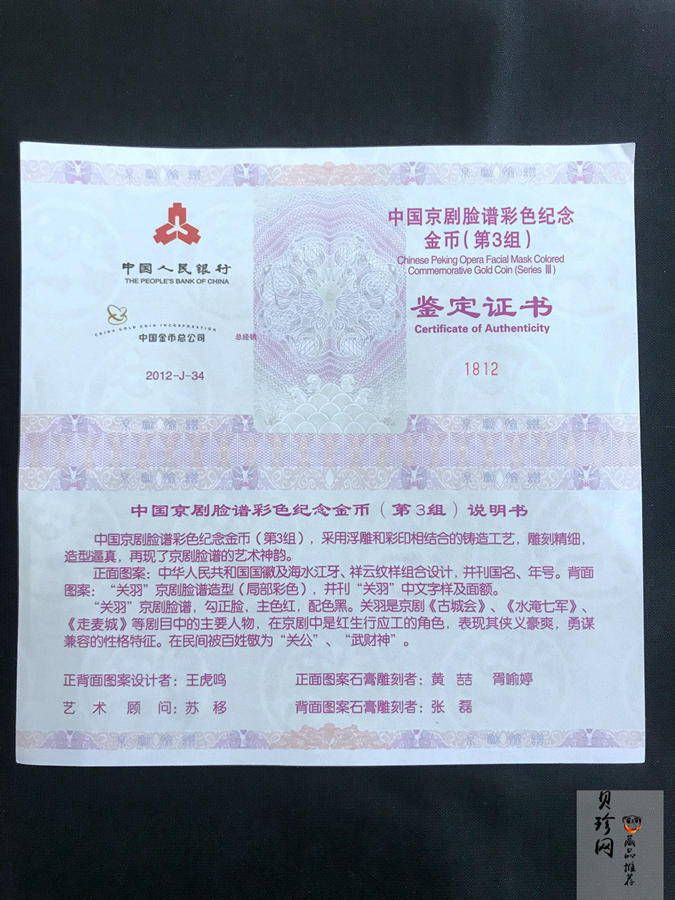 中国人民银行
THE PEOPLE'S BANK OF CHINA
CHINA GOLD COIN INCORPORATION
中国金币总公司
总经销
2012-J-34
中国京剧脸谱彩色纪念
金币(第3组)
Chinese Peking Opera Facial Mask Colored
Commemorative Gold Coin (Series Ⅲ)
鉴定证书
Certificate of Authenticity
1812
中国京剧脸谱彩色纪念金币(第3组)说明书
中国京剧脸谱彩色纪念金币(第3组),采用浮雕和彩印相结合的铸造工艺,雕刻精细,
造型逼真,再现了京剧脸谱的艺术神韵。
正面图案:中华人民共和国国徽及海水江牙、祥云纹样组合设计,并刊国名、年号。背面
图案:“关羽”京剧脸谱造型(局部彩色),并刊“关羽”中文字样及面额。
“关羽”京剧脸谱,勾正脸,主色红,配色黑。关羽是京剧《古城会》、《水淹七军》、
《走麦城》等剧目中的主要人物,在京剧中是红生行应工的角色,表现其侠义豪爽,勇谋
兼容的性格特征。在民间被百姓敬为“关公”、“武财神”。
正背面图案设计者:王虎鸣
正面图案石膏雕刻者:黄喆 胥喻婷
艺术顾问:苏移
背面图案石膏雕刻者:张磊
贝珍网
藏品推荐